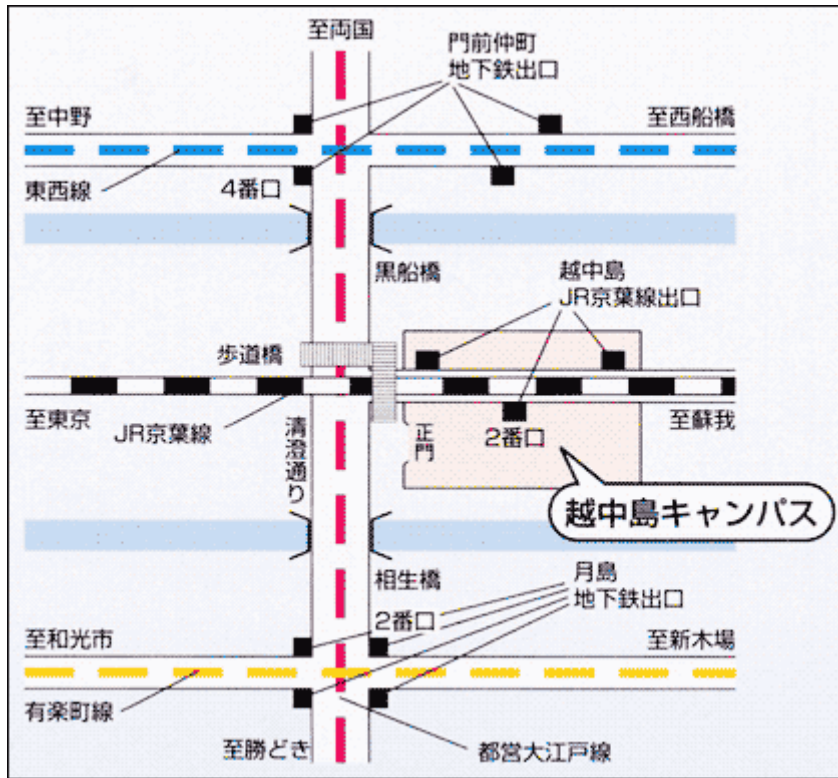 至両国
門前仲町
地下鉄出口
至中野
至西船橋
東西線
4番口
黒船橋
越中島
JR京葉線出口
歩道橋
至東京
JR京葉線
清澄通り
正門
2番口
至蘇我
越中島キャンパス
相生橋
月島
地下鉄出口
2番口
至和光市
至新木場
有楽町線
至勝どき
都営大江戸線